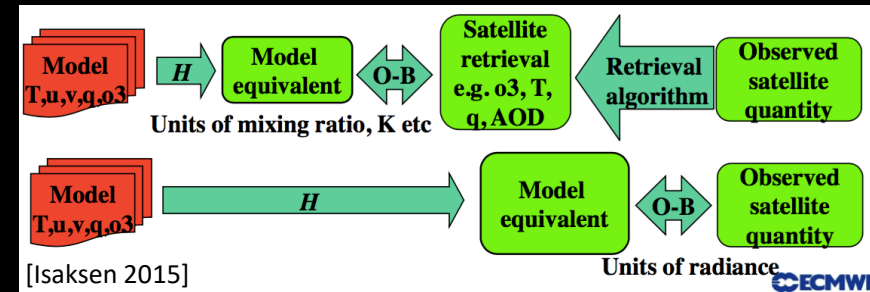 Model
T,u,v,q,o3
H
Model
equivalent
O-B
Satellite
retrieval
e.g. o3, T,
q, AOD
Retrieval
algorithm
Observed
satellite
quantity
Units of mixing ratio, K etc
Model
T,u,v,q,o3
H
Model
equivalent
O-B
Observed
satellite
quantity
[Isaksen 2015]
Units of radiance